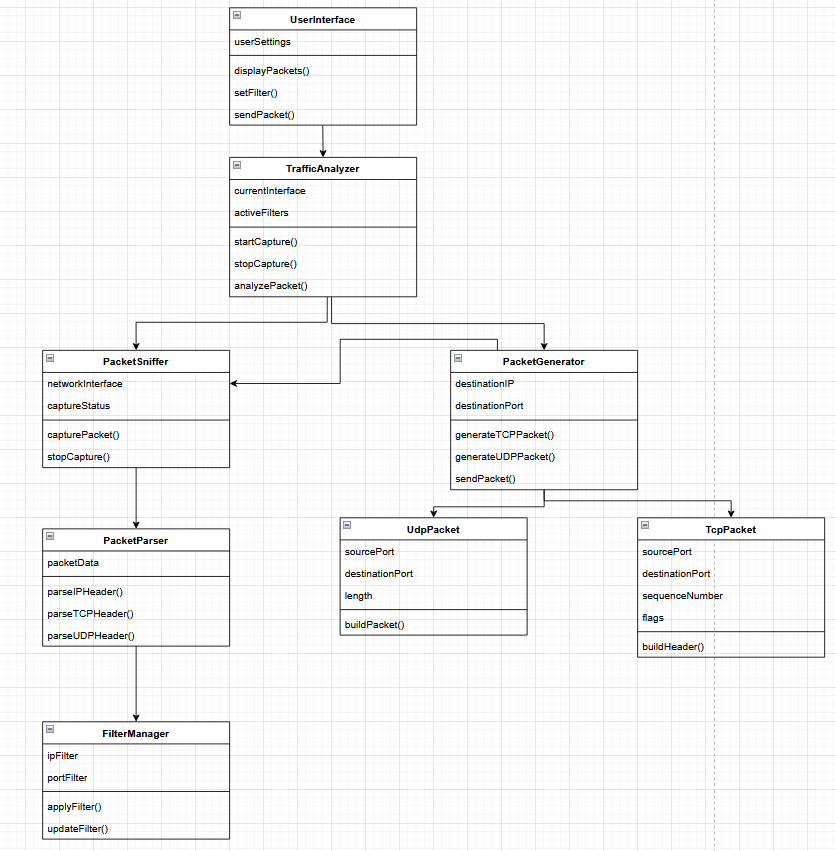 UserInterface
userSettings
displayPackets()
setFilter()
sendPacket()
TrafficAnalyzer
currentInterface
activeFilters
startCapture()
stopCapture()
analyzePacket()
PacketSniffer
networkInterface
captureStatus
capturePacket()
stopCapture()
PacketGenerator
destinationIP
destinationPort
generateTCPPacket()
generateUDPPacket()
sendPacket()
PacketParser
packetData
parseIPHeader()
parseTCPHeader()
parseUDPHeader()
UdpPacket
sourcePort
destinationPort
length
buildPacket()
TcpPacket
sourcePort
destinationPort
sequenceNumber
flags
buildHeader()
FilterManager
ipFilter
portFilter
applyFilter()
updateFilter()